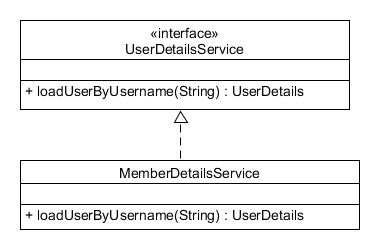 «interface»
UserDetailsService
+ loadUserByUsername(String) : UserDetails
MemberDetailsService
+ loadUserByUsername(String) : UserDetails